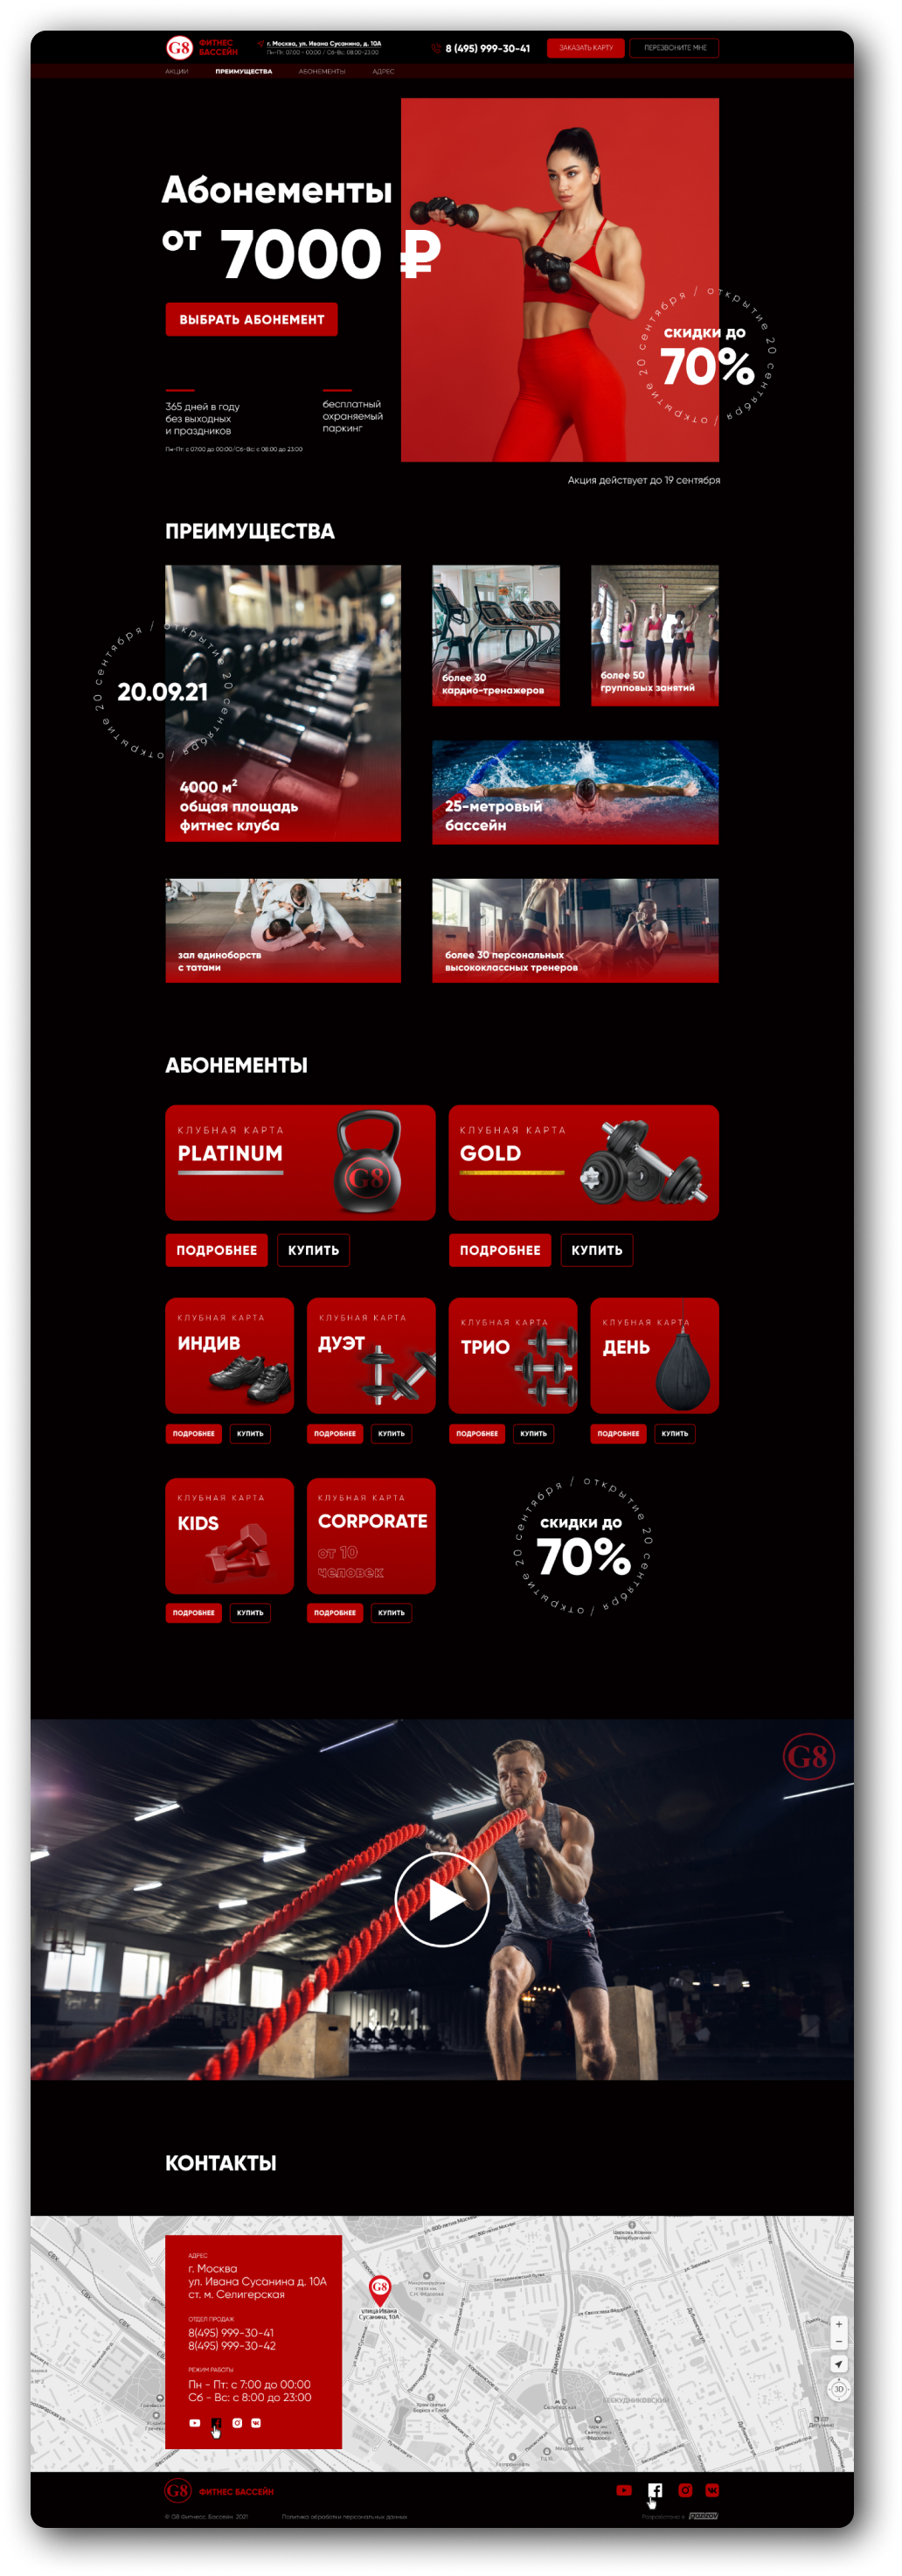 G8
ФИТНЕС
БАССЕЙН
г. Москва, ул. Ивана Сусанина, д. 10А
Пн-Пт: 07:00 - 00:00 / Сб-Вс: 08:00-23:00
8 (495) 999-30-41
ЗАКАЗАТЬ КАРТУ
ПЕРЕЗВОНИТЕ МНЕ
АКЦИИ
ПРЕИМУЩЕСТВА
АБОНЕМЕНТЫ
АДРЕС
Абонементы
от 7000 ₽
ВЫБРАТЬ АБОНЕМЕНТ
открытие 20 сентября / открытие 20 сентября /
скидки до
70%
365 дней в году
без выходных
и праздников
Пн-Пт: с 07:00 до 00:00/Сб-Вс: с 08:00 до 23:00
бесплатный
охраняемый
паркинг
Акция действует до 19 сентября
ПРЕИМУЩЕСТВА
открытие 20 сентября / открытие 20 сентября /
20.09.21
4000 м²
общая площадь
фитнес клуба
более 30
кардио-тренажеров
более 50
групповых занятий
25-метровый
бассейн
зал единоборств
с татами
более 30 персональных
высококлассных тренеров
АБОНЕМЕНТЫ
КЛУБНАЯ КАРТА
PLATINUM
G8
КЛУБНАЯ КАРТА
GOLD
ПОДРОБНЕЕ
КУПИТЬ
ПОДРОБНЕЕ
КУПИТЬ
КЛУБНАЯ КАРТА
ИНДИВ
КЛУБНАЯ КАРТА
ДУЭТ
КЛУБНАЯ КАРТА
ТРИО
КЛУБНАЯ КАРТА
ДЕНЬ
ПОДРОБНЕЕ
КУПИТЬ
ПОДРОБНЕЕ
КУПИТЬ
ПОДРОБНЕЕ
КУПИТЬ
ПОДРОБНЕЕ
КУПИТЬ
КЛУБНАЯ КАРТА
KIDS
КЛУБНАЯ КАРТА
CORPORATE
от 10
человек
открытие 20 сентября / открытие 20 сентября /
скидки до
70%
ПОДРОБНЕЕ
КУПИТЬ
ПОДРОБНЕЕ
КУПИТЬ
G8
КОНТАКТЫ
АДРЕС
г. Москва
ул. Ивана Сусанина д. 10А
ст. м. Селигерская
ОТДЕЛ ПРОДАЖ
8(495) 999-30-41
8(495) 999-30-42
РЕЖИМ РАБОТЫ
Пн - Пт: с 7:00 до 00:00
Сб - Вс: с 8:00 до 23:00
G8
улица Ивана
Сусанина, 10А
Дмитровское ш.
Селигерская
БЕСКУДНИКОВСКИЙ
3D
G8
ФИТНЕС БАССЕЙН
© G8 Фитнесс, Бассейн 2021
Политика обработки персональных данных
Разработано в